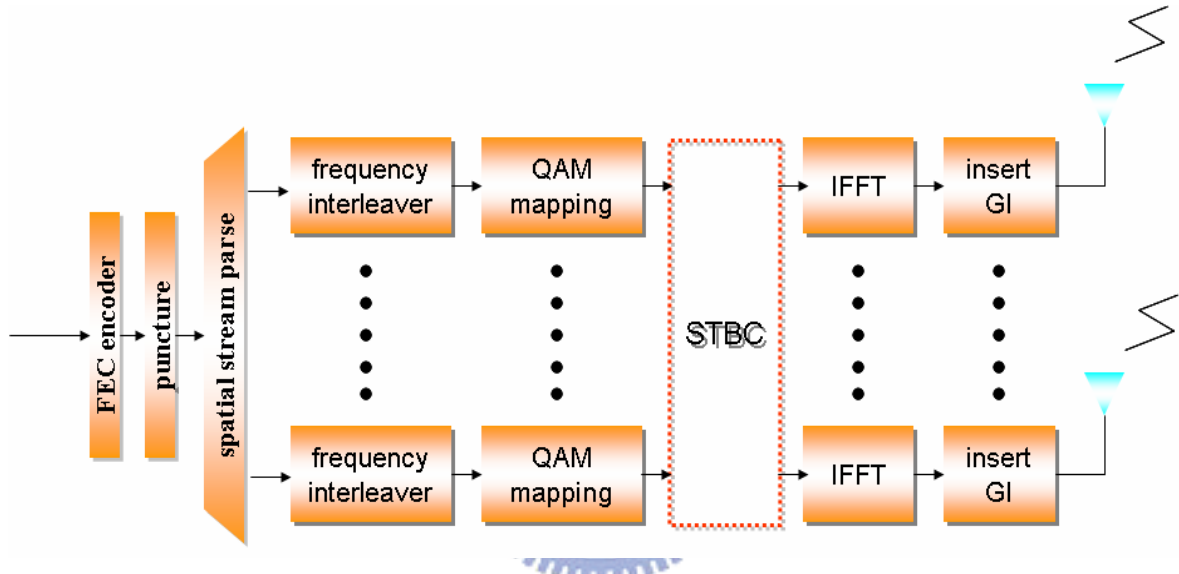 FEC encoder
puncture
spatial stream parse
frequency
interleaver
QAM
mapping
STBC
IFFT
insert
GI
frequency
interleaver
QAM
mapping
IFFT
insert
GI